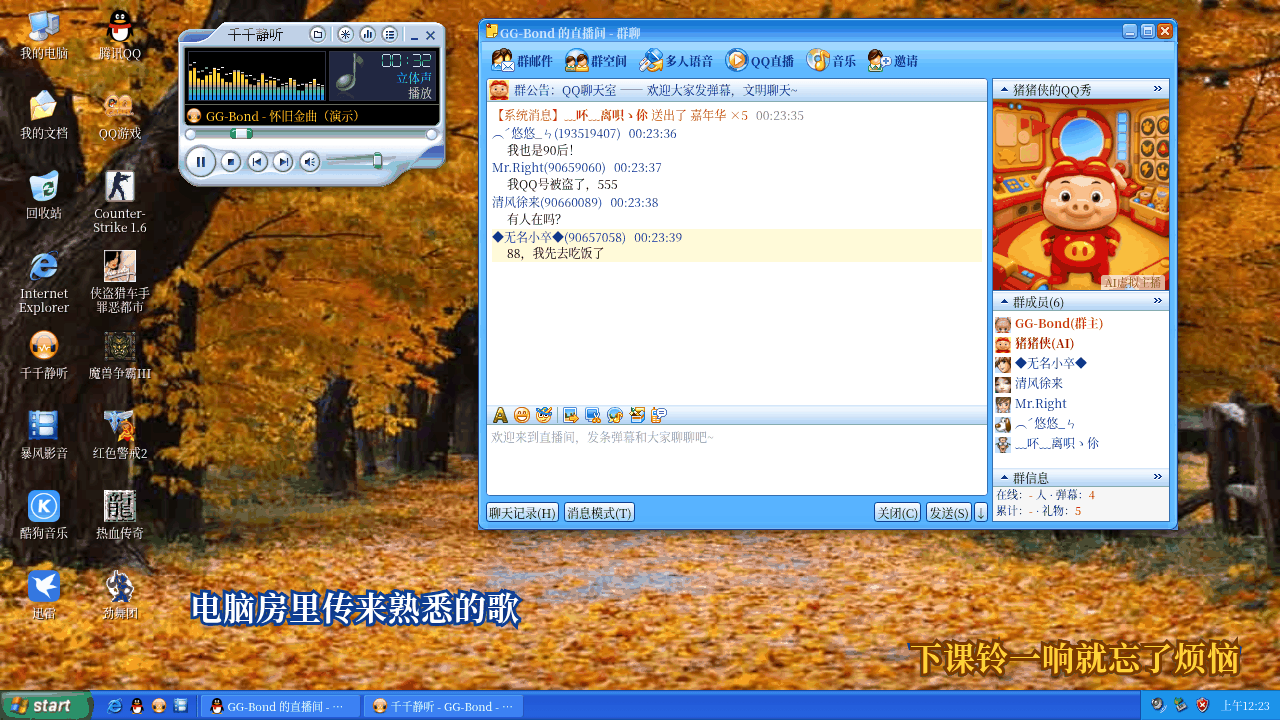 我的电脑
腾讯QQ
我的文档
QQ游戏
回收站
Counter-
Strike 1.6
Internet
Explorer
侠盗猎车手
罪恶都市
千千静听
魔兽争霸III
暴风影音
红色警戒2
酷狗音乐
热血传奇
迅雷
劲舞团
千千静听
00:32
立体声
播放
GG-Bond - 怀旧金曲（演示）
GG-Bond 的直播间 - 群聊
群邮件
群空间
多人语音
QQ直播
音乐
邀请
群公告：QQ聊天室 —— 欢迎大家发弹幕，文明聊天~
【系统消息】﹏吥﹏离呗ゝ伱 送出了 嘉年华 ×5 00:23:35
︵ˊ悠悠_ㄣ(193519407) 00:23:36
我也是90后！
Mr.Right(90659060) 00:23:37
我QQ号被盗了，555
清风徐来(90660089) 00:23:38
有人在吗？
◆无名小卒◆(90657058) 00:23:39
88，我先去吃饭了
欢迎来到直播间，发条弹幕和大家聊聊吧~
聊天记录(H)
消息模式(T)
关闭(C)
发送(S)
↓
猪猪侠的QQ秀
AI虚拟主播
群成员(6)
GG-Bond(群主)
猪猪侠(AI)
◆无名小卒◆
清风徐来
Mr.Right
︵ˊ悠悠_ㄣ
﹏吥﹏离呗ゝ伱
群信息
在线：- 人 · 弹幕：4
累计：- · 礼物：5
电脑房里传来熟悉的歌
下课铃一响就忘了烦恼
start
GG-Bond 的直播间 - ···
千千静听 - GG-Bond - ···
上午12:23